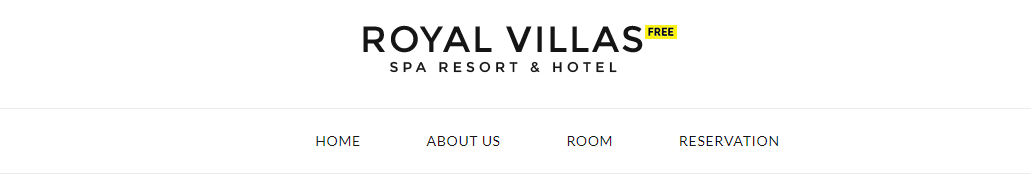 ROYAL VILLAS FREE
SPA RESORT & HOTEL
HOME ABOUT US ROOM RESERVATION